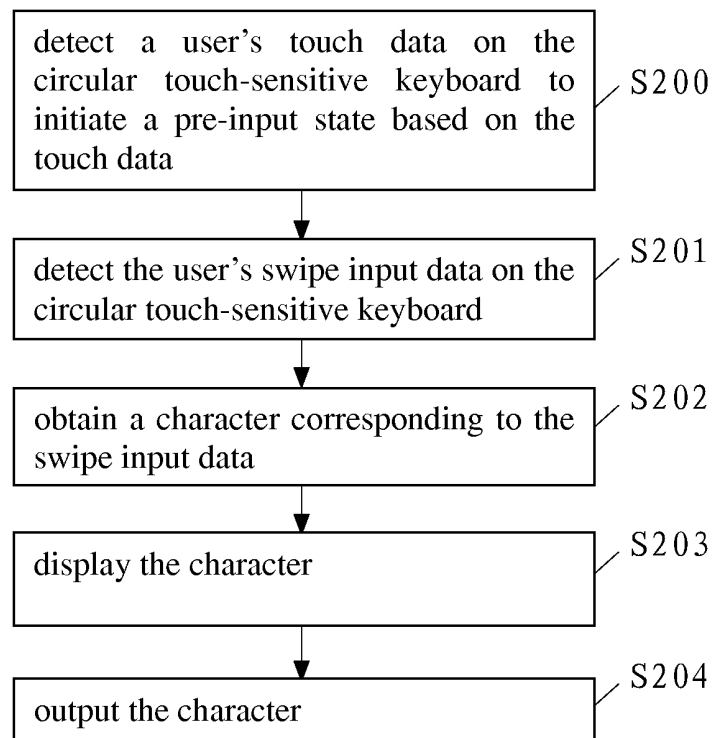 detect a user's touch data on the
circular touch-sensitive keyboard to
initiate a pre-input state based on the
touch data
S200
detect the user's swipe input data on the
circular touch-sensitive keyboard
S201
obtain a character corresponding to the
swipe input data
S202
display the character
S203
output the character
S204